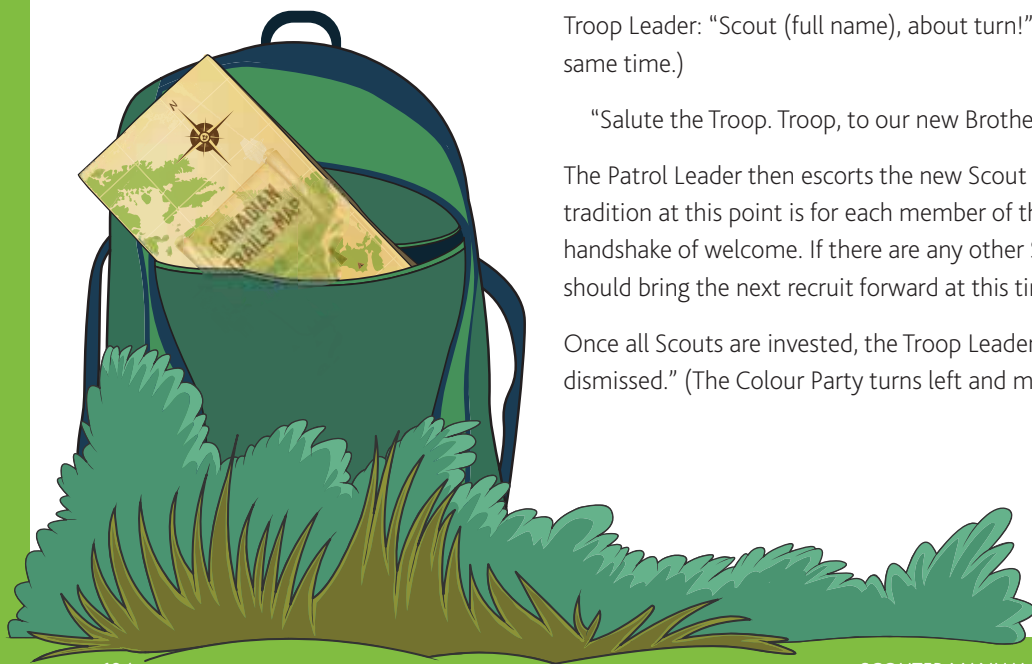 Troop Leader: “Scout (full name), about turn!”
same time.)
“Salute the Troop. Troop, to our new Brothe
The Patrol Leader then escorts the new Scout
tradition at this point is for each member of th
handshake of welcome. If there are any other S
should bring the next recruit forward at this tin
Once all Scouts are invested, the Troop Leader
dismissed.” (The Colour Party turns left and m
N
CANADIAN
TRAILS MAP